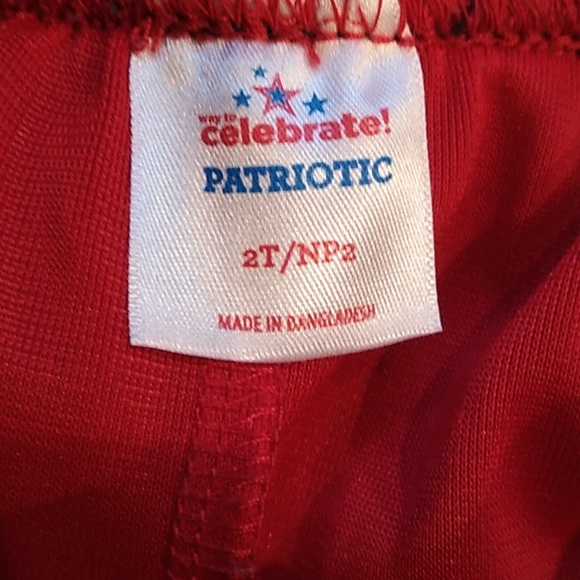 way to
celebrate!
PATRIOTIC
2T/NP2
MADE IN BANGLADESH